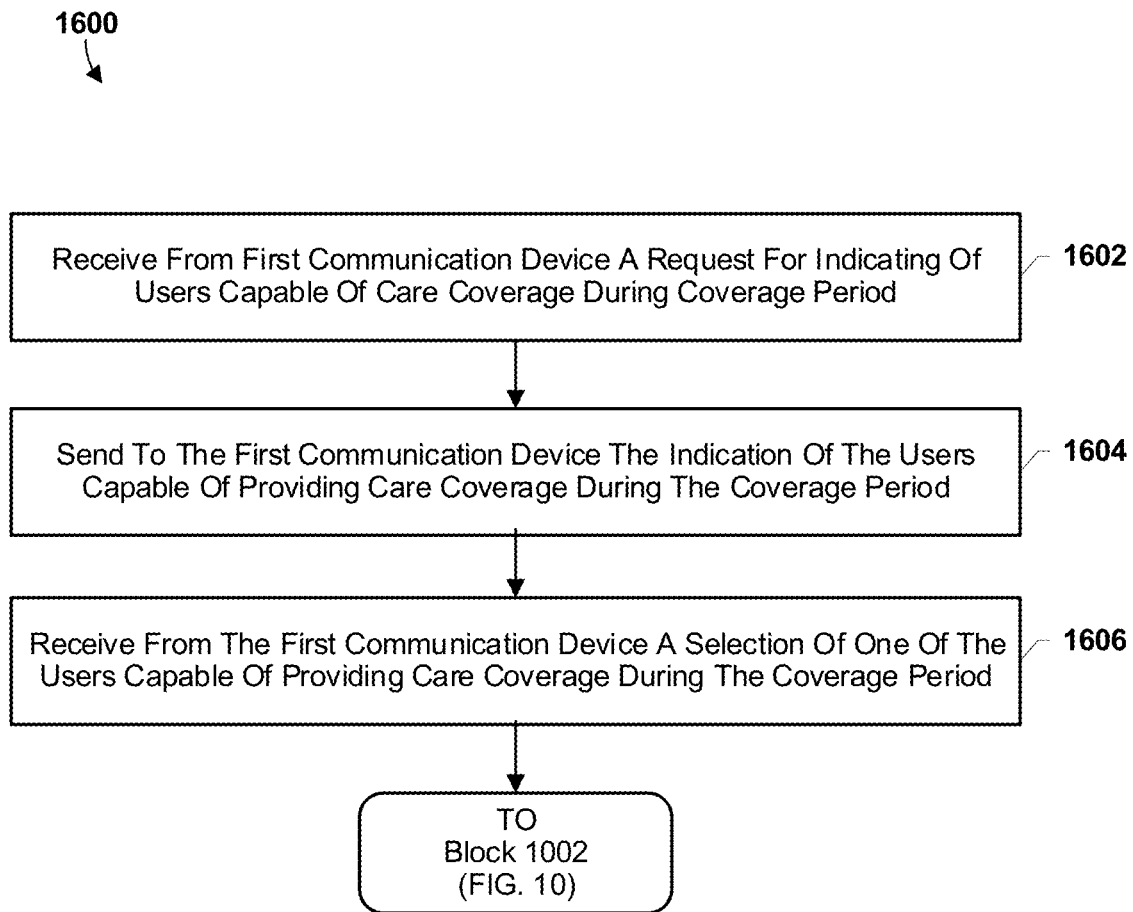 1600
Receive From First Communication Device A Request For Indicating Of
Users Capable Of Care Coverage During Coverage Period
1602
Send To The First Communication Device The Indication Of The Users
Capable Of Providing Care Coverage During The Coverage Period
1604
Receive From The First Communication Device A Selection Of One Of The
Users Capable Of Providing Care Coverage During The Coverage Period
1606
TO
Block 1002
(FIG. 10)